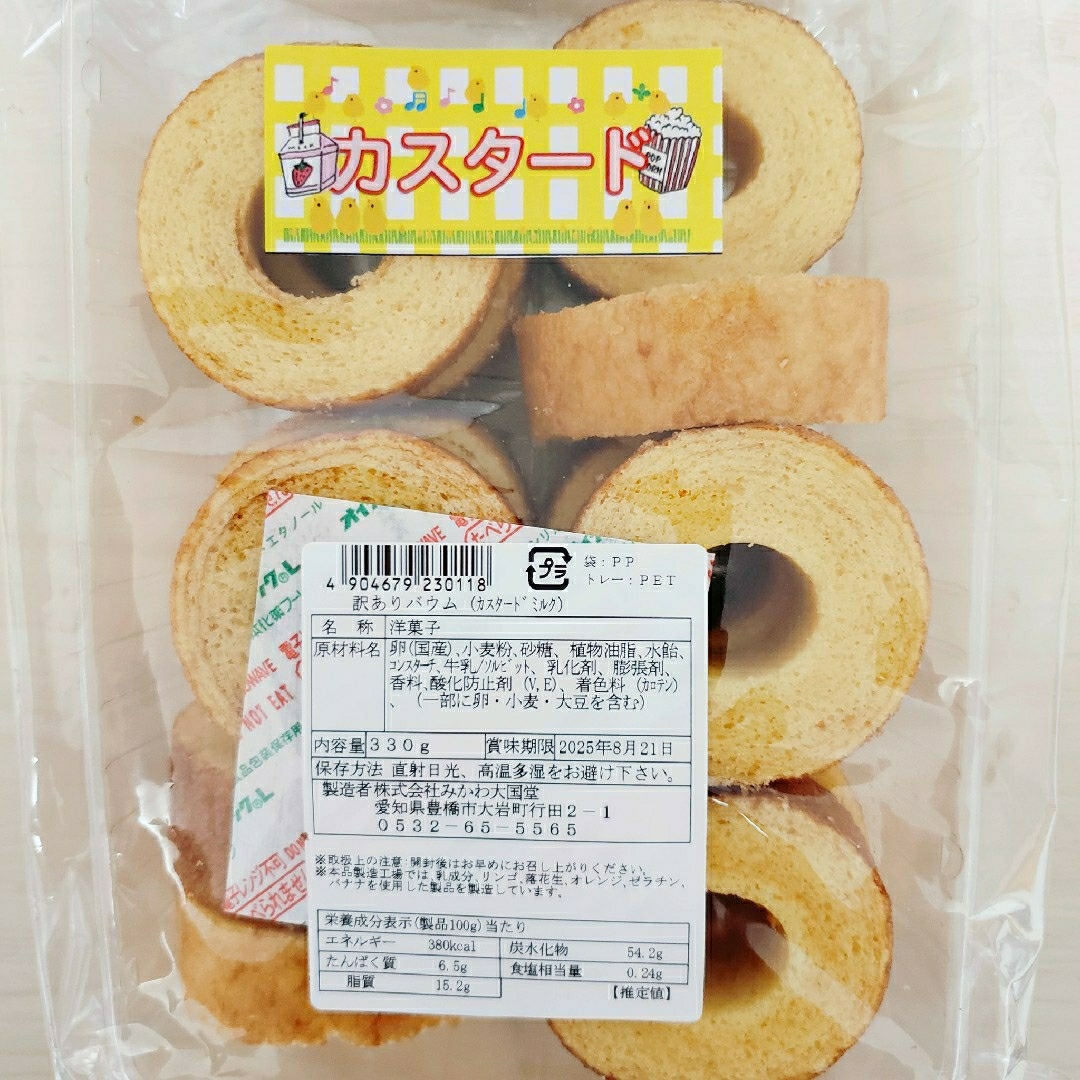 カスタード
POP
エタノール
NOT EAT
4 904679 230118
プラ
袋:PP
トレー:PET
訳ありバウム (カスタードミルク)
名 称 洋菓子
原材料名 卵(国産)、小麦粉、砂糖、植物油脂、水飴、
コンスターチ、牛乳/ソルビット、乳化剤、膨張剤、
香料、酸化防止剤 (V,E)、着色料 (カロテン)
、(一部に卵・小麦・大豆を含む)
内容量 330g 賞味期限 2025年8月21日
保存方法 直射日光、高温多湿をお避け下さい。
製造者 株式会社みかわ大国堂
愛知県豊橋市大岩町行田2-1
0532-65-5565
※取扱上の注意:開封後はお早めにお召し上がりください。
※本品製造工場では、乳成分、リンゴ、落花生、オレンジ、ゼラチン、
バナナを使用した製品を製造しています。
栄養成分表示(製品100g)当たり
エネルギー 380kcal 炭水化物 54.2g
たんぱく質 6.5g 食塩相当量 0.24g
脂質 15.2g 【推定値】